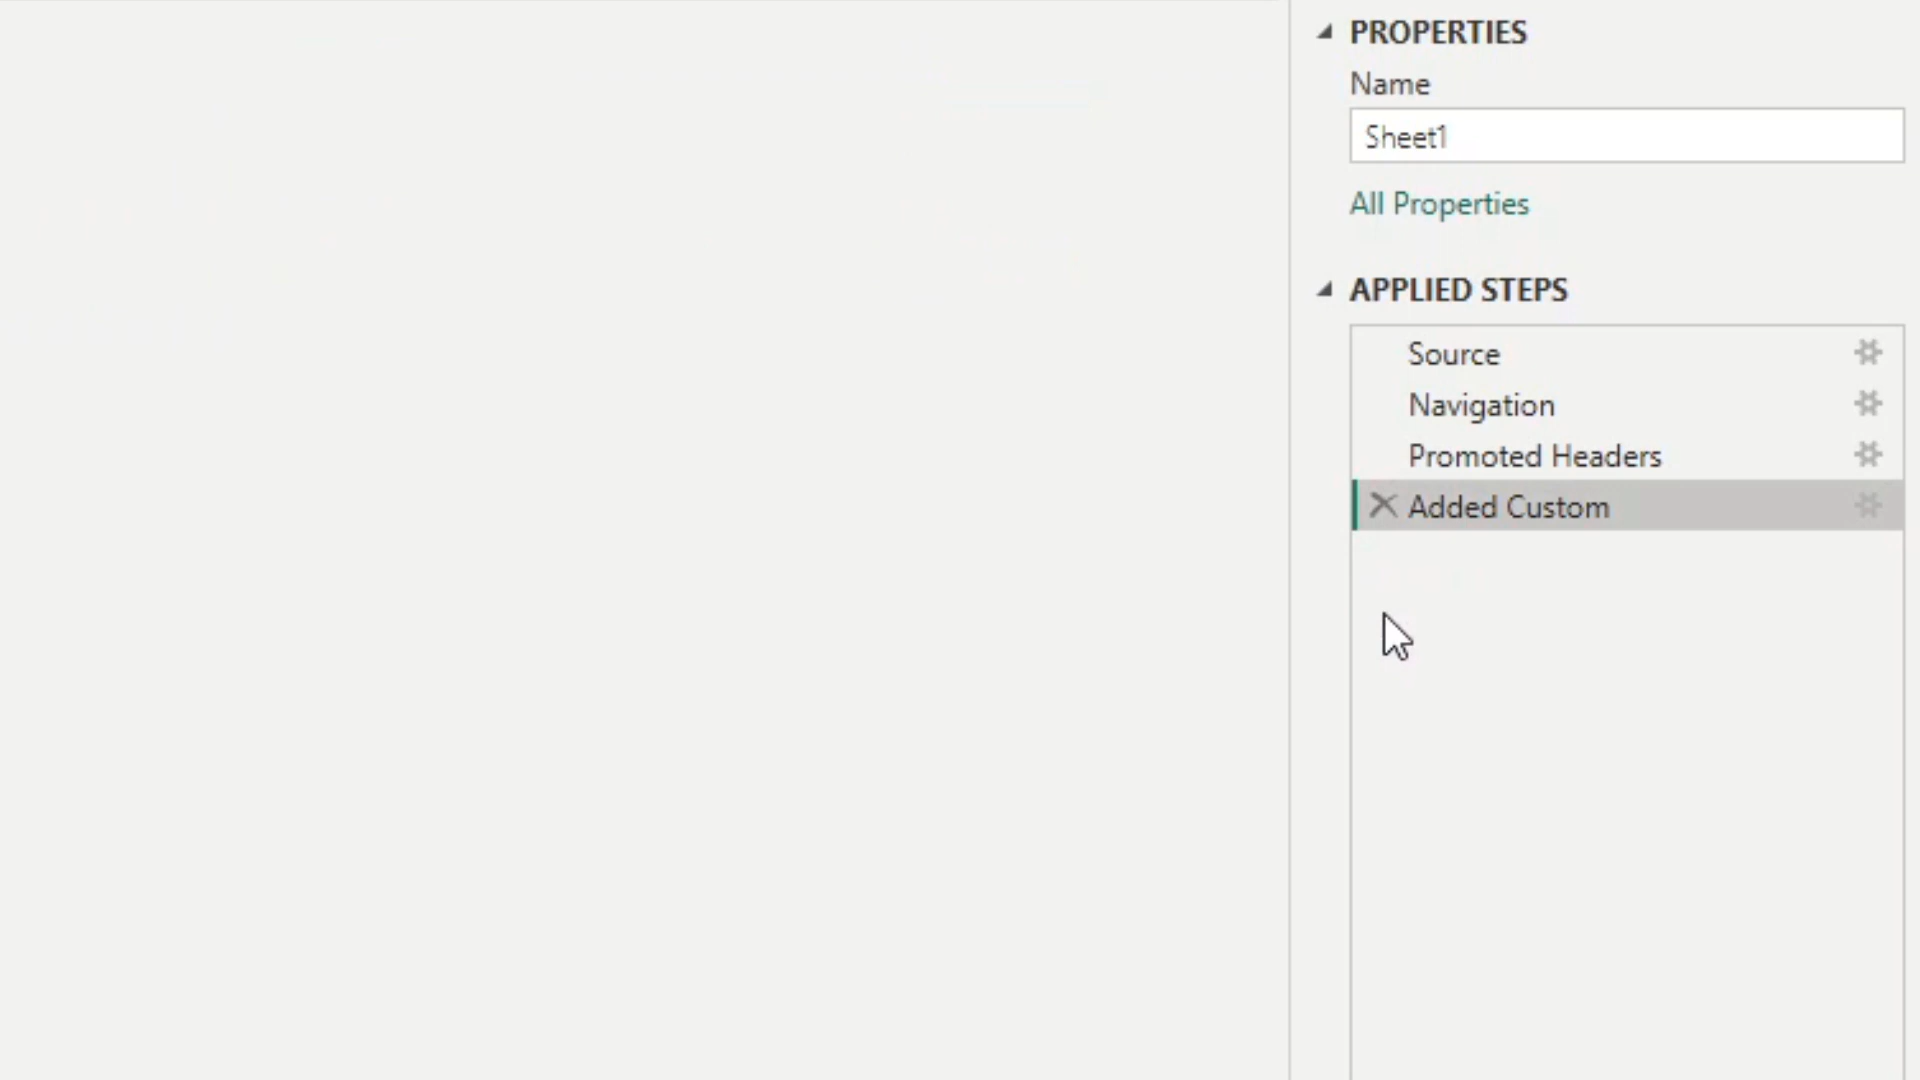 PROPERTIES
Name
Sheet1
All Properties
APPLIED STEPS
Source
Navigation
Promoted Headers
Added Custom